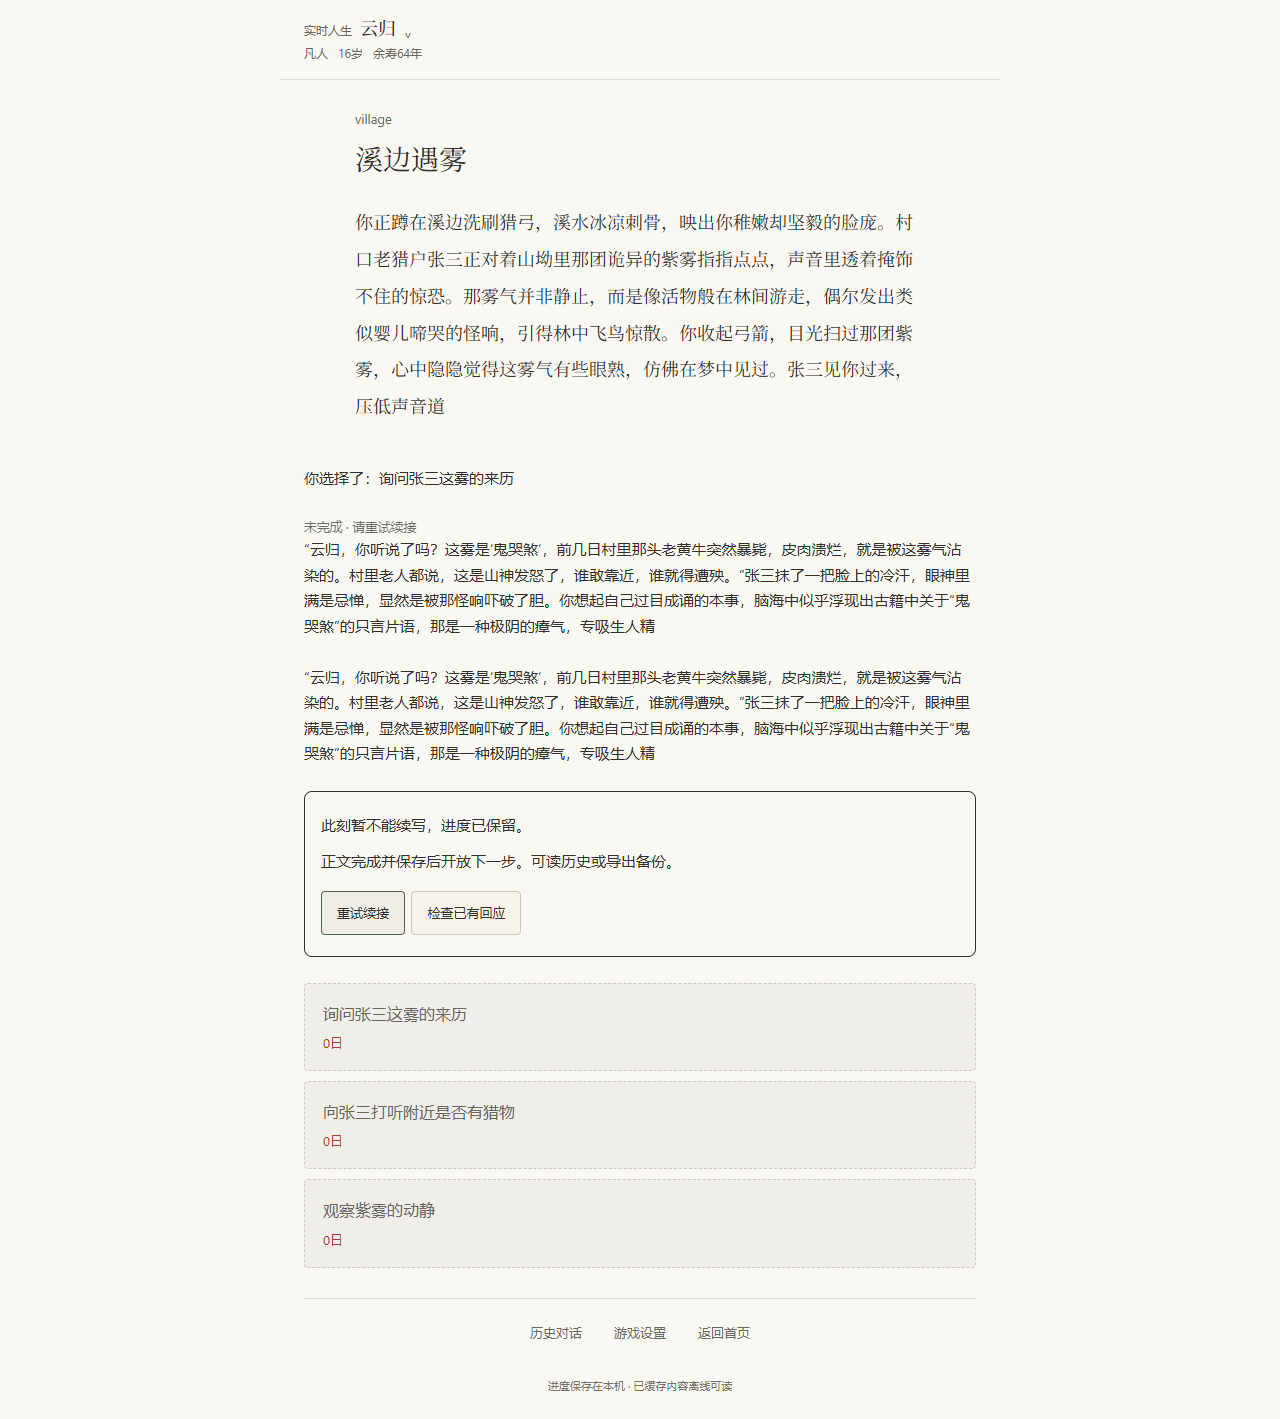 实时人生 云归 v
凡人 16岁 余寿64年
village
溪边遇雾
你正蹲在溪边洗刷猎弓，溪水冰凉刺骨，映出你稚嫩却坚毅的脸庞。村
口老猎户张三正对着山坳里那团诡异的紫雾指指点点，声音里透着掩饰
不住的惊恐。那雾气并非静止，而是像活物般在林间游走，偶尔发出类
似婴儿啼哭的怪响，引得林中飞鸟惊散。你收起弓箭，目光扫过那团紫
雾，心中隐隐觉得这雾气有些眼熟，仿佛在梦中见过。张三见你过来，
压低声音道
你选择了：询问张三这雾的来历
未完成 · 请重试续接
“云归，你听说了吗？这雾是‘鬼哭煞’，前几日村里那头老黄牛突然暴毙，皮肉溃烂，就是被这雾气沾
染的。村里老人都说，这是山神发怒了，谁敢靠近，谁就得遭殃。”张三抹了一把脸上的冷汗，眼神里
满是忌惮，显然是被那怪响吓破了胆。你想起自己过目成诵的本事，脑海中似乎浮现出古籍中关于“鬼
哭煞”的只言片语，那是一种极阴的瘴气，专吸生人精
“云归，你听说了吗？这雾是‘鬼哭煞’，前几日村里那头老黄牛突然暴毙，皮肉溃烂，就是被这雾气沾
染的。村里老人都说，这是山神发怒了，谁敢靠近，谁就得遭殃。”张三抹了一把脸上的冷汗，眼神里
满是忌惮，显然是被那怪响吓破了胆。你想起自己过目成诵的本事，脑海中似乎浮现出古籍中关于“鬼
哭煞”的只言片语，那是一种极阴的瘴气，专吸生人精
此刻暂不能续写，进度已保留。
正文完成并保存后开放下一步。可读历史或导出备份。
重试续接 检查已有回应
询问张三这雾的来历
0日
向张三打听附近是否有猎物
0日
观察紫雾的动静
0日
历史对话 游戏设置 返回首页
进度保存在本机 · 已缓存内容离线可读